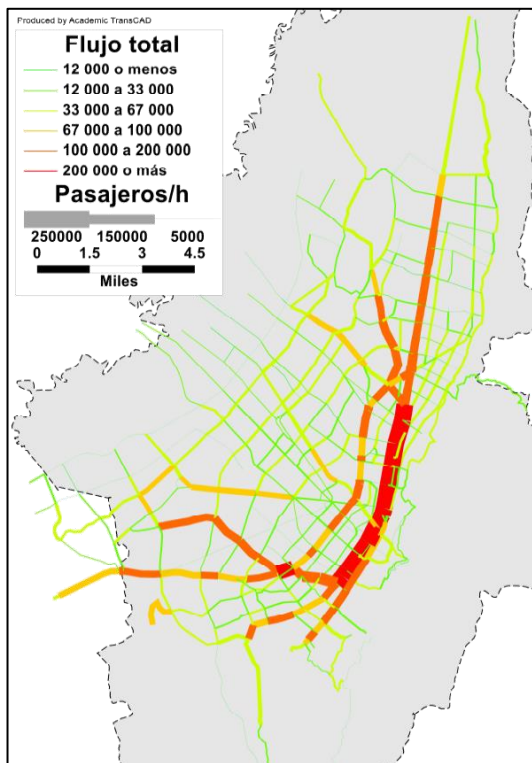 Produced by Academic TransCAD
Flujo total
12 000 o menos
12 000 a 33 000
33 000 a 67 000
67 000 a 100 000
100 000 a 200 000
200 000 o más
Pasajeros/h
250000 150000 5000
0 1.5 3 4.5
Miles